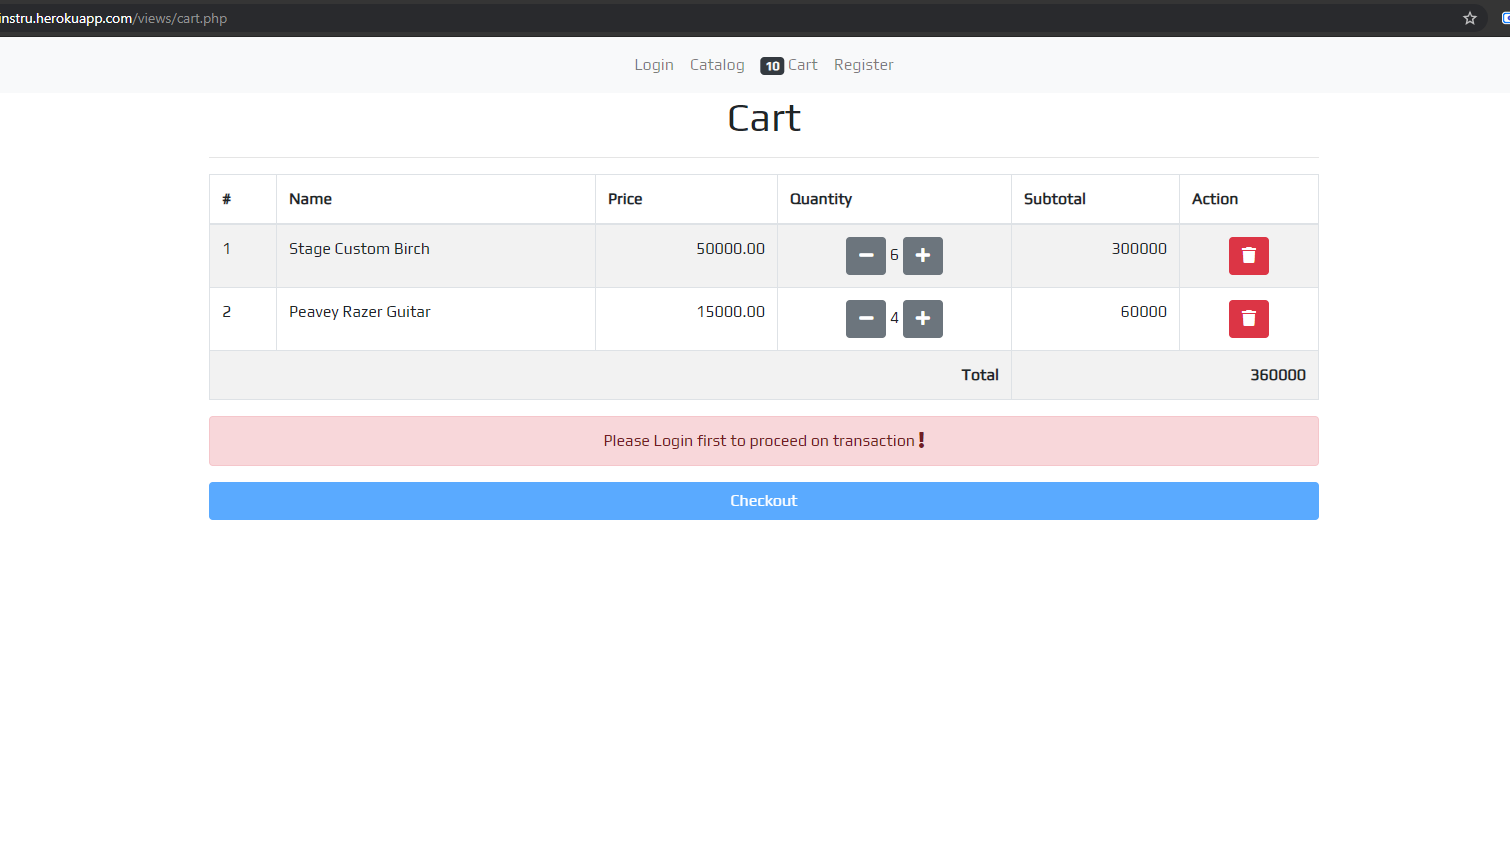 instru.herokuapp.com/views/cart.php
Login Catalog 10 Cart Register
Cart
# Name Price Quantity Subtotal Action
1 Stage Custom Birch 50000.00 6 300000
2 Peavey Razer Guitar 15000.00 4 60000
Total 360000
Please Login first to proceed on transaction!
Checkout